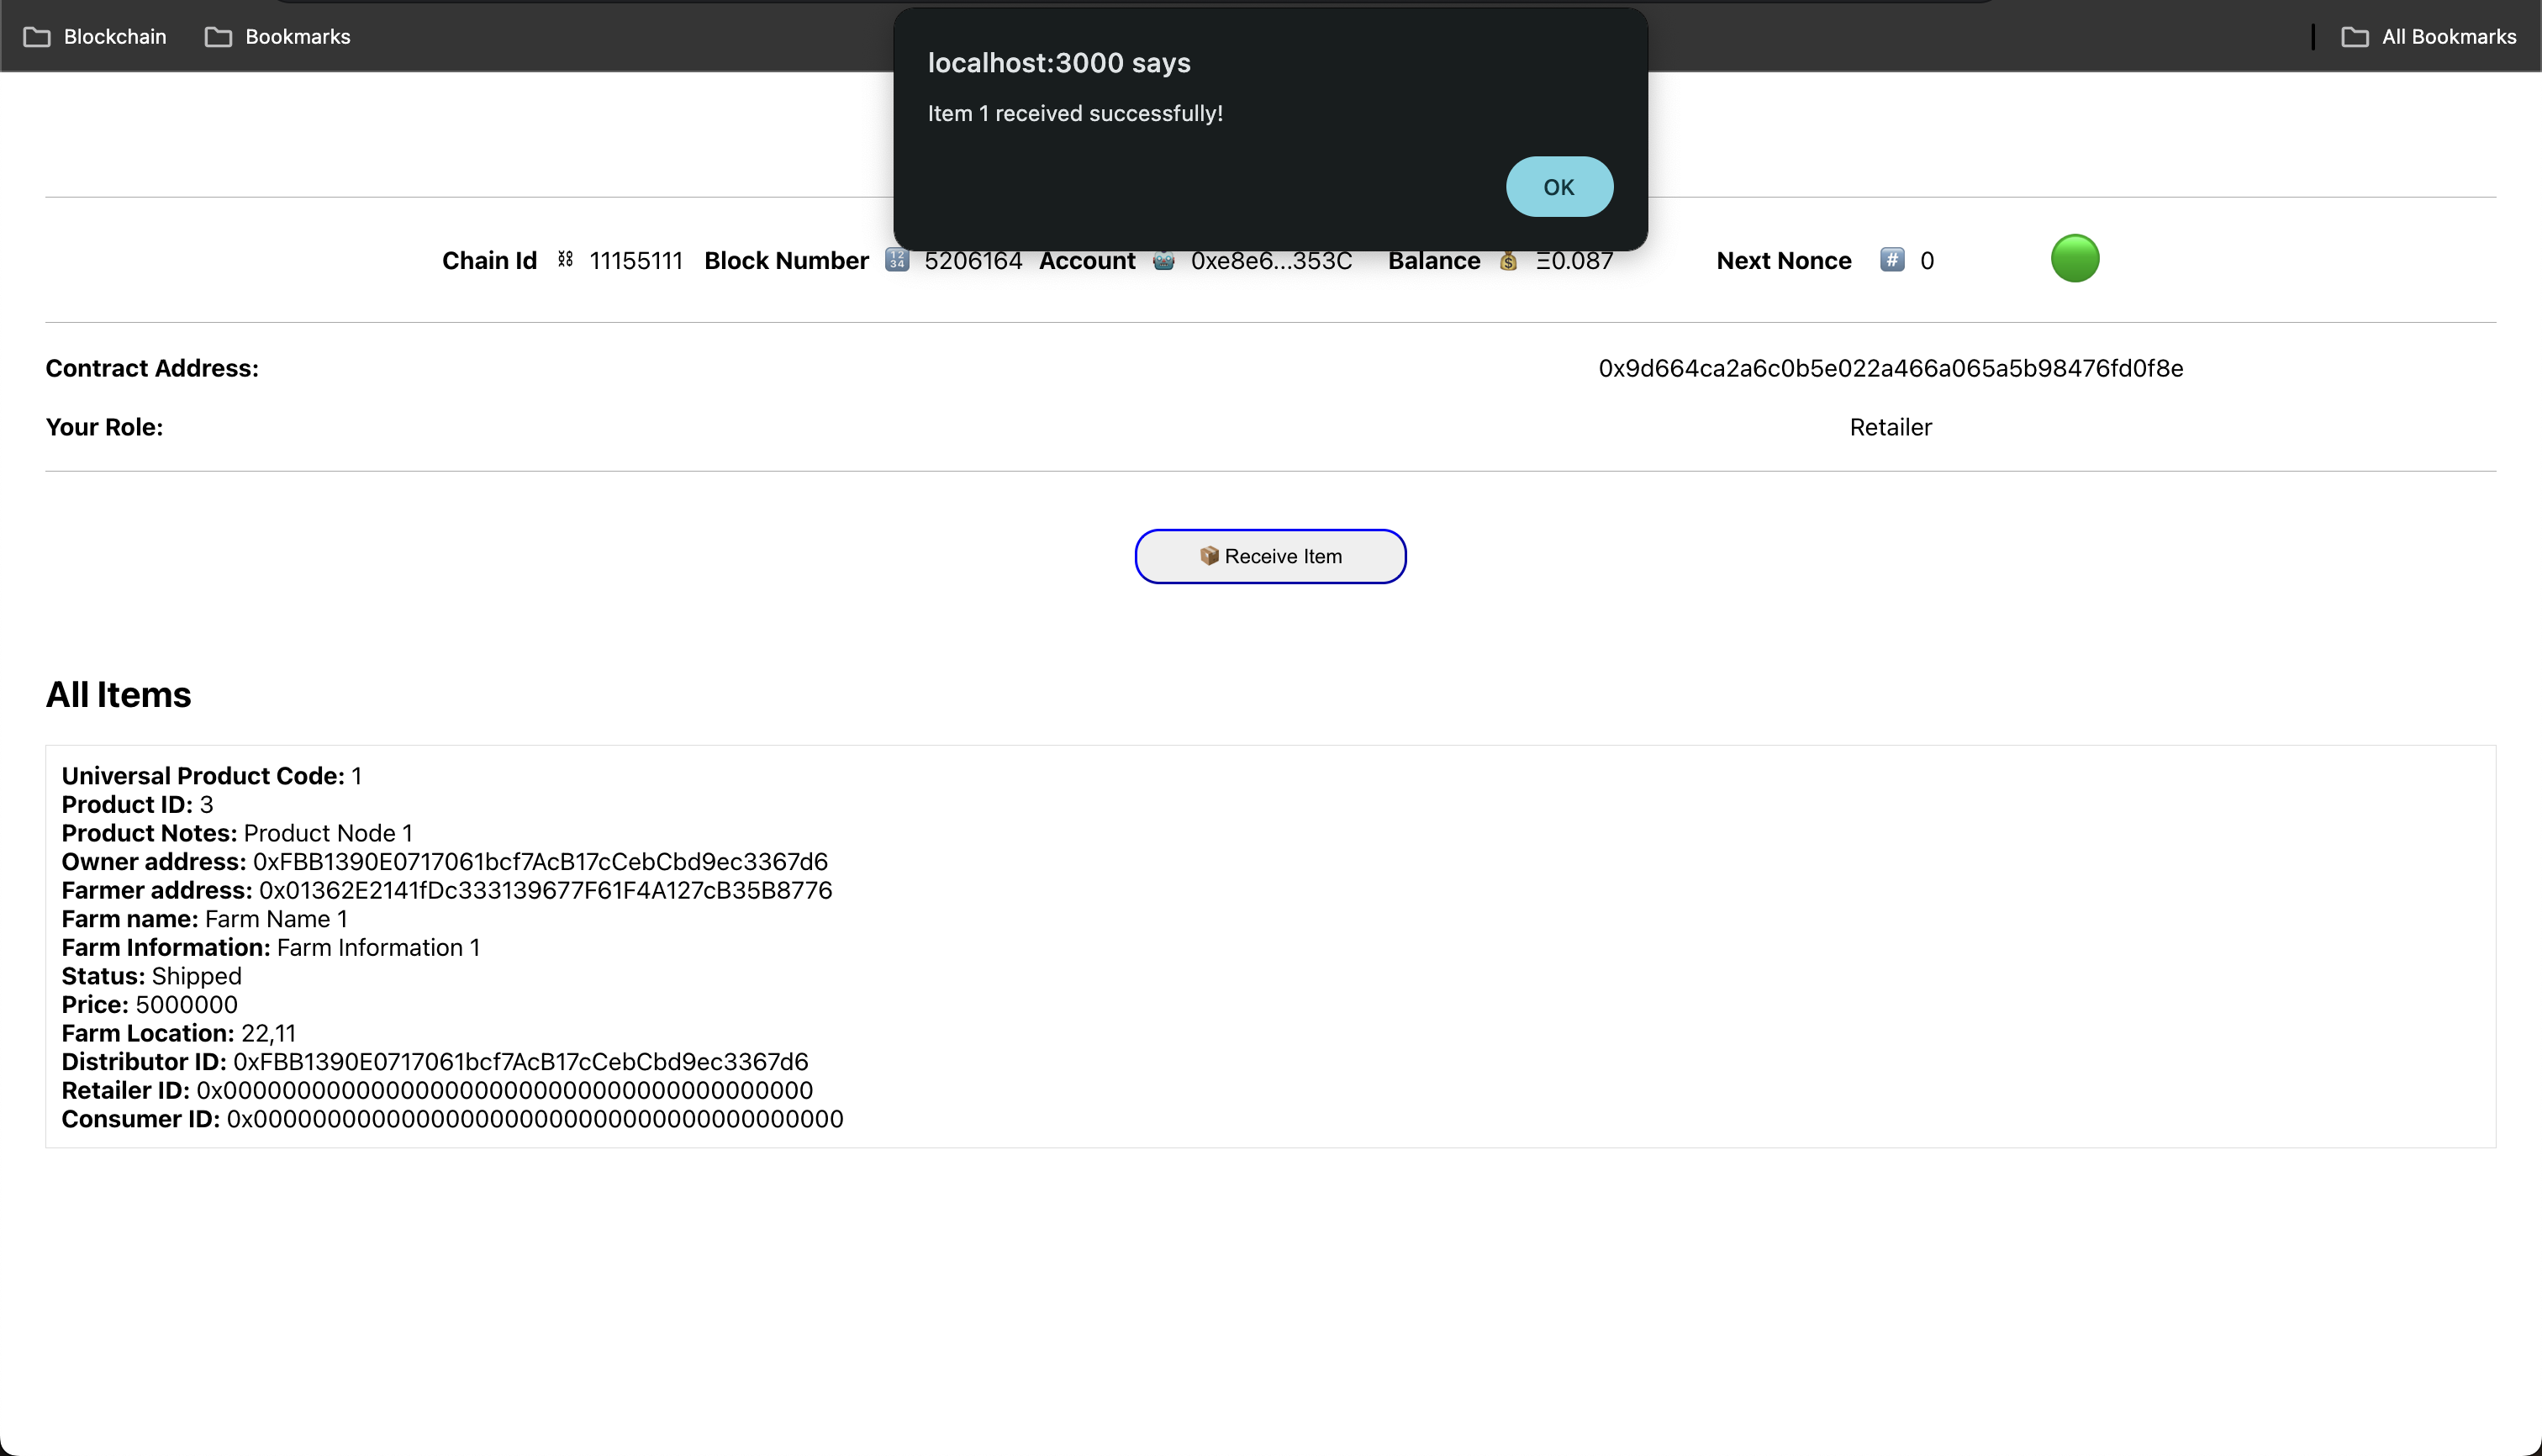 Blockchain Bookmarks All Bookmarks
localhost:3000 says
Item 1 received successfully!
OK
Chain Id 11155111 Block Number 5206164 Account 0xe8e6...353C Balance Ξ0.087 Next Nonce # 0
Contract Address: 0x9d664ca2a6c0b5e022a466a065a5b98476fd0f8e
Your Role: Retailer
Receive Item
All Items
Universal Product Code: 1
Product ID: 3
Product Notes: Product Node 1
Owner address: 0xFBB1390E0717061bcf7AcB17cCebCbd9ec3367d6
Farmer address: 0x01362E2141fDc333139677F61F4A127cB35B8776
Farm name: Farm Name 1
Farm Information: Farm Information 1
Status: Shipped
Price: 5000000
Farm Location: 22,11
Distributor ID: 0xFBB1390E0717061bcf7AcB17cCebCbd9ec3367d6
Retailer ID: 0x0000000000000000000000000000000000000000
Consumer ID: 0x0000000000000000000000000000000000000000